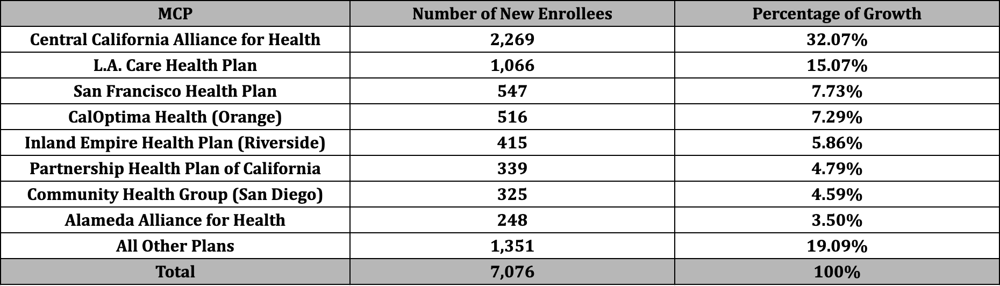 MCP Number of New Enrollees Percentage of Growth
Central California Alliance for Health 2,269 32.07%
L.A. Care Health Plan 1,066 15.07%
San Francisco Health Plan 547 7.73%
CalOptima Health (Orange) 516 7.29%
Inland Empire Health Plan (Riverside) 415 5.86%
Partnership Health Plan of California 339 4.79%
Community Health Group (San Diego) 325 4.59%
Alameda Alliance for Health 248 3.50%
All Other Plans 1,351 19.09%
Total 7,076 100%